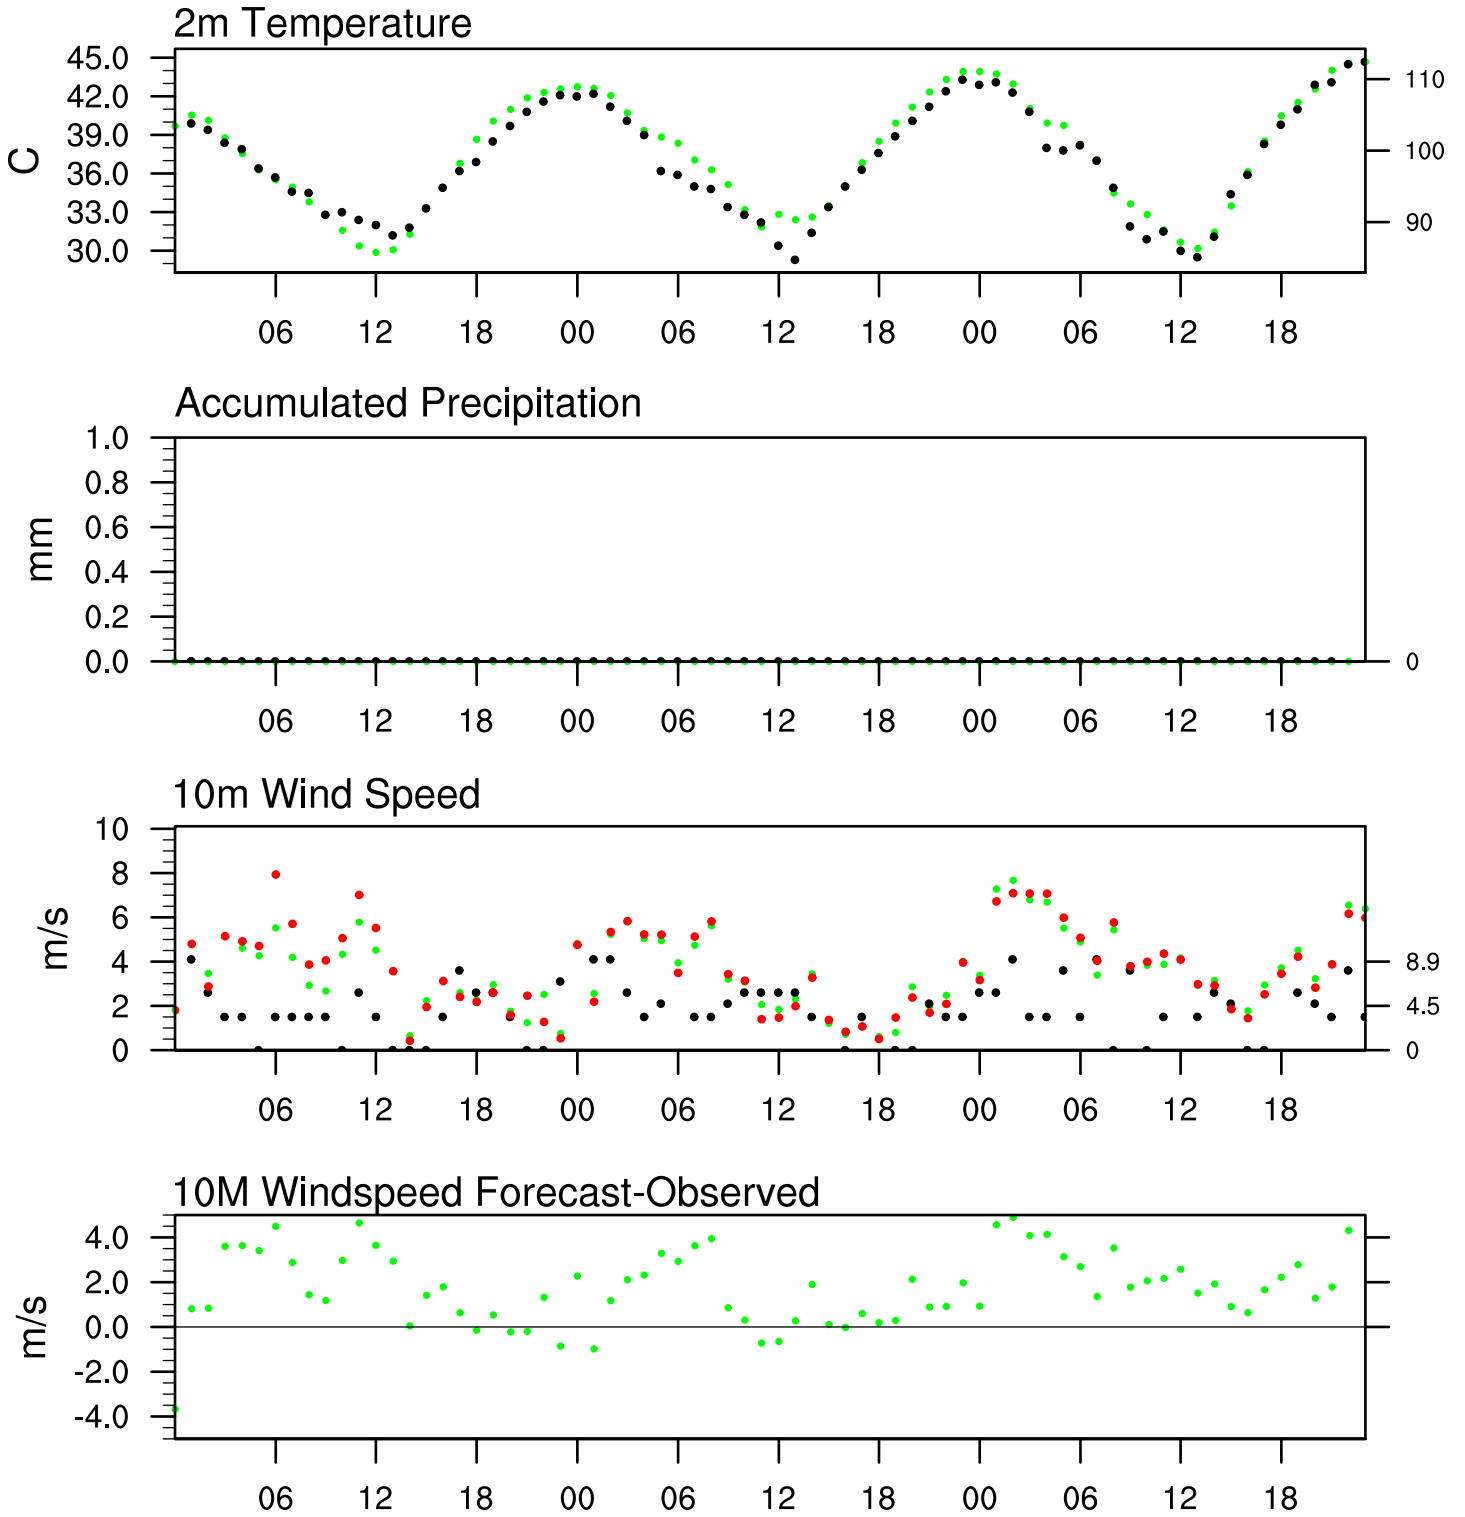 2m Temperature
45.0
42.0
39.0
36.0
33.0
30.0
C
110
100
90
06 12 18 00 06 12 18 00 06 12 18
Accumulated Precipitation
1.0
0.8
0.6
0.4
0.2
0.0
mm
0
06 12 18 00 06 12 18 00 06 12 18
10m Wind Speed
10
8
6
4
2
0
m/s
8.9
4.5
0
06 12 18 00 06 12 18 00 06 12 18
10M Windspeed Forecast-Observed
4.0
2.0
0.0
-2.0
-4.0
m/s
06 12 18 00 06 12 18 00 06 12 18